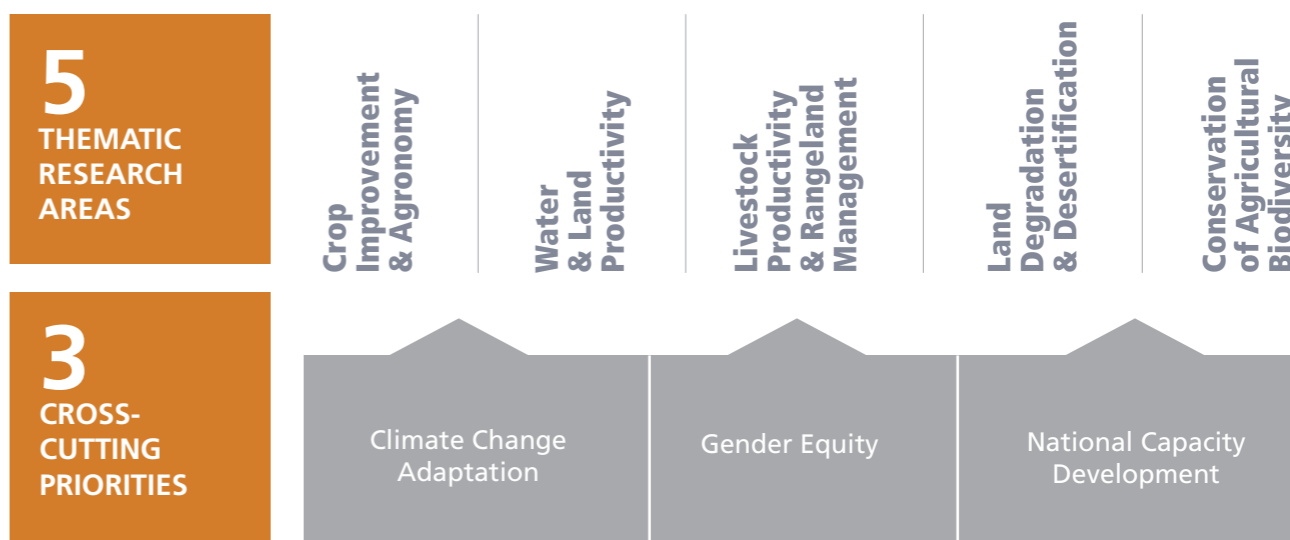 5
THEMATIC
RESEARCH
AREAS
Crop
Improvement
& Agronomy
Water
& Land
Productivity
Livestock
Productivity
& Rangeland
Management
Land
Degradation
& Desertification
Conservation
of Agricultural
Biodiversity
3
CROSS-
CUTTING
PRIORITIES
Climate Change
Adaptation
Gender Equity
National Capacity
Development